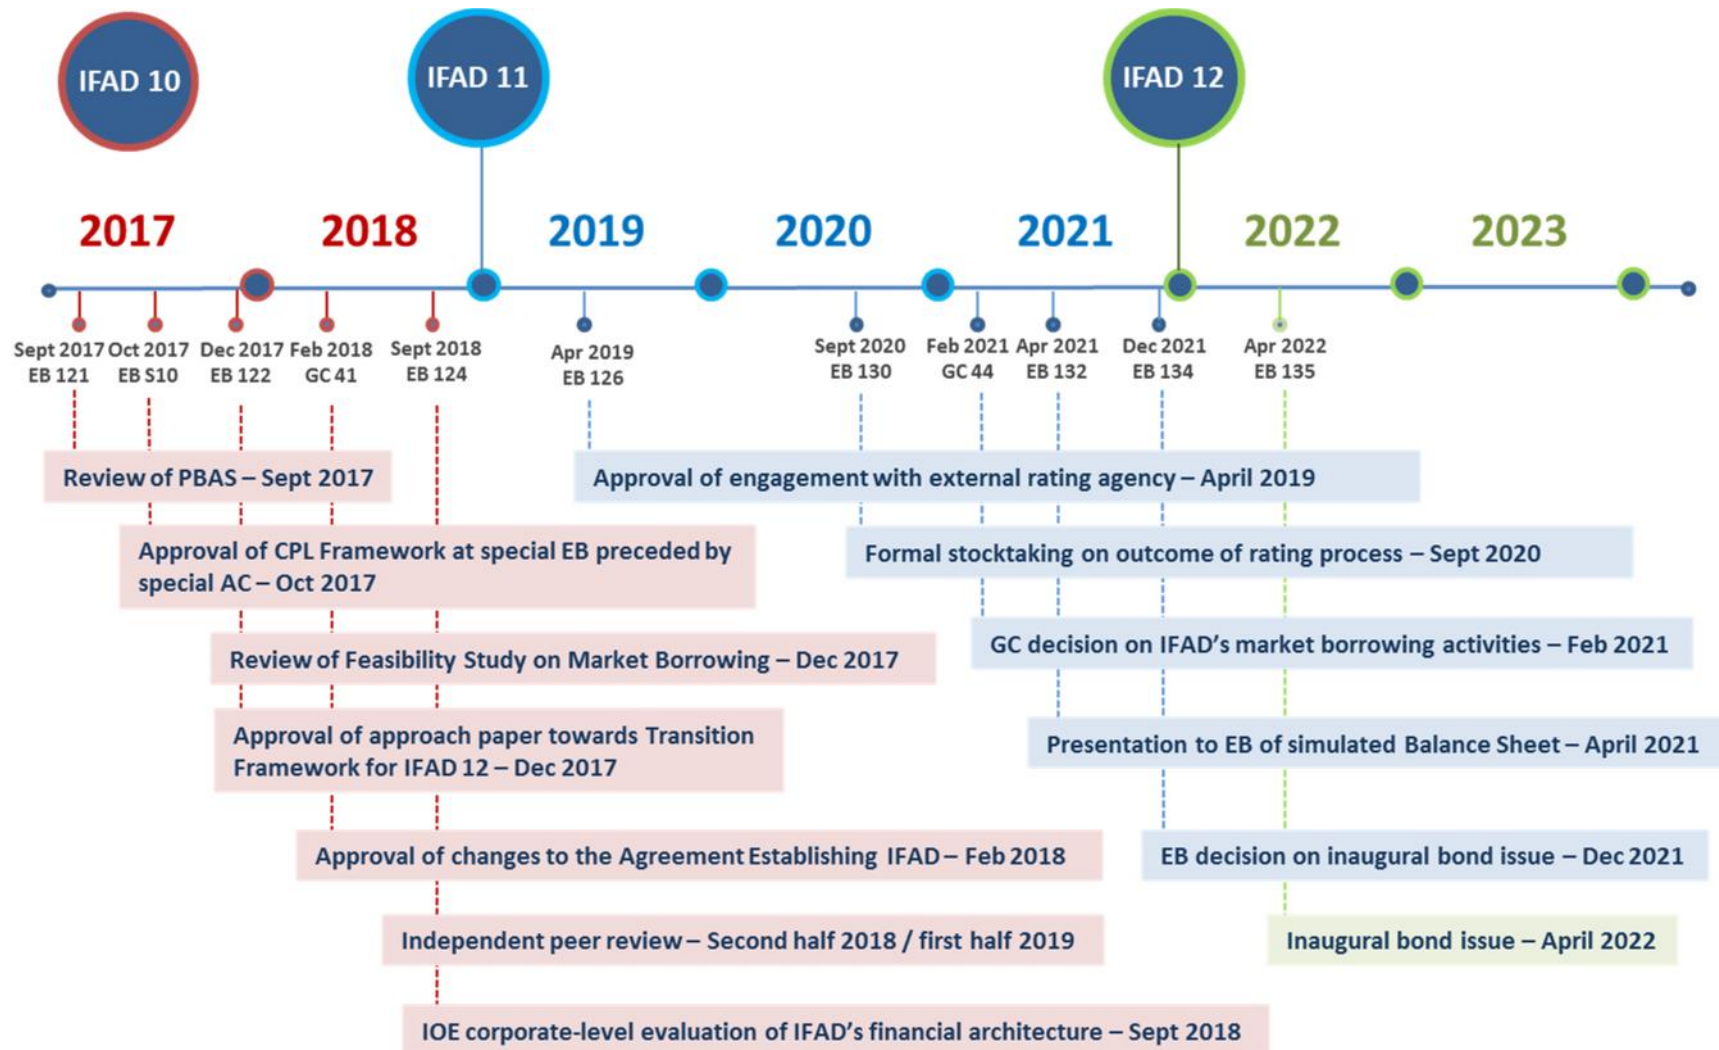 IFAD 10
IFAD 11
IFAD 12
2017
2018
2019
2020
2021
2022
2023
Sept 2017
EB 121
Oct 2017
EB S10
Dec 2017
EB 122
Feb 2018
GC 41
Sept 2018
EB 124
Apr 2019
EB 126
Sept 2020
EB 130
Feb 2021
GC 44
Apr 2021
EB 132
Dec 2021
EB 134
Apr 2022
EB 135
Review of PBAS – Sept 2017
Approval of CPL Framework at special EB preceded by
special AC – Oct 2017
Review of Feasibility Study on Market Borrowing – Dec 2017
Approval of approach paper towards Transition
Framework for IFAD 12 – Dec 2017
Approval of changes to the Agreement Establishing IFAD – Feb 2018
Independent peer review – Second half 2018 / first half 2019
IOE corporate-level evaluation of IFAD's financial architecture – Sept 2018
Approval of engagement with external rating agency – April 2019
Formal stocktaking on outcome of rating process – Sept 2020
GC decision on IFAD's market borrowing activities – Feb 2021
Presentation to EB of simulated Balance Sheet – April 2021
EB decision on inaugural bond issue – Dec 2021
Inaugural bond issue – April 2022